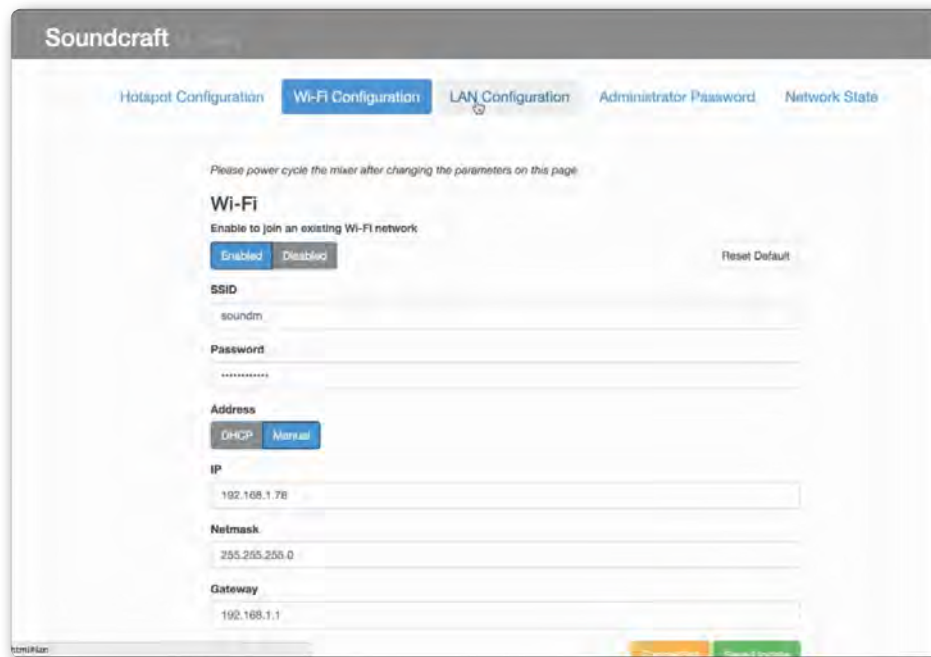 Soundcraft
Hotspot Configuration Wi-Fi Configuration LAN Configuration Administrator Password Network State
Please power cycle the mixer after changing the parameters on this page
Wi-Fi
Enable to join an existing Wi-Fi network
Enabled Disabled Reset Default
SSID
soundm
Password
••••••••••••
Address
DHCP Manual
IP
192.168.1.78
Netmask
255.255.255.0
Gateway
192.168.1.1